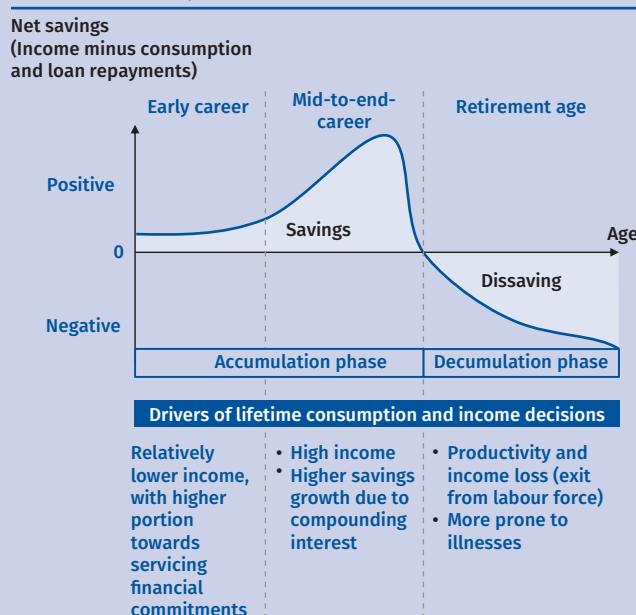 Net savings
(Income minus consumption
and loan repayments)
Early career
Mid-to-end-
career
Retirement age
Positive
Savings
Age
0
Dissaving
Negative
Accumulation phase
Decumulation phase
Drivers of lifetime consumption and income decisions
Relatively
lower income,
with higher
portion
towards
servicing
financial
commitments
• High income
• Higher savings
growth due to
compounding
interest
• Productivity and
income loss (exit
from labour force)
• More prone to
illnesses